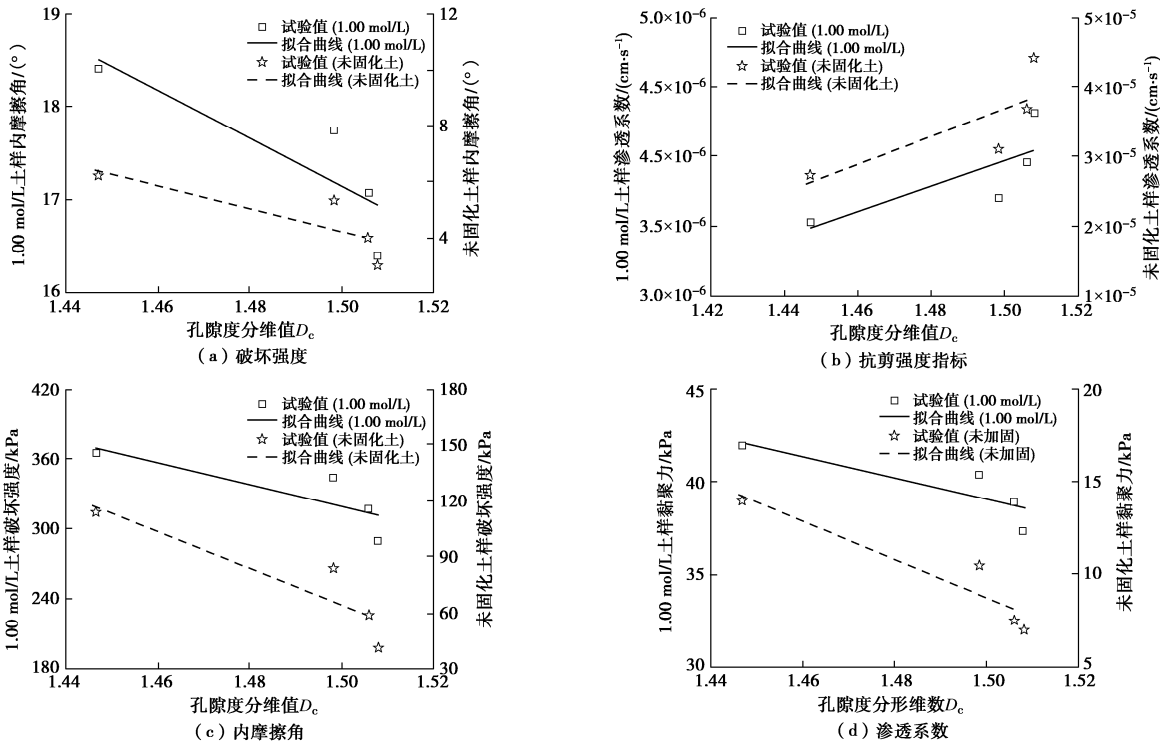 19
18
17
16
12
8
4
1.44
1.46
1.48
1.50
1.52
1.00 mol/L土样内摩擦角/(°)
未固化土样内摩擦角/(°)
试验值 (1.00 mol/L)
拟合曲线 (1.00 mol/L)
试验值 (未固化土)
拟合曲线 (未固化土)
孔隙度分维值Dc
(a) 破坏强度
5.0×10⁻⁶
4.5×10⁻⁶
4.5×10⁻⁶
3.5×10⁻⁶
3.0×10⁻⁶
5×10⁻⁵
4×10⁻⁵
3×10⁻⁵
2×10⁻⁵
1×10⁻⁵
1.42
1.44
1.46
1.48
1.50
1.52
1.00 mol/L土样渗透系数/(cm·s⁻¹)
未固化土样渗透系数/(cm·s⁻¹)
试验值 (1.00 mol/L)
拟合曲线 (1.00 mol/L)
试验值 (未固化土)
拟合曲线 (未固化土)
孔隙度分维值Dc
(b) 抗剪强度指标
420
360
300
240
180
180
150
120
90
60
30
1.44
1.46
1.48
1.50
1.52
1.00 mol/L土样破坏强度/kPa
未固化土样破坏强度/kPa
试验值 (1.00 mol/L)
拟合曲线 (1.00 mol/L)
试验值 (未固化土)
拟合曲线 (未固化土)
孔隙度分维值Dc
(c) 内摩擦角
45
40
35
30
20
15
10
5
1.44
1.46
1.48
1.50
1.52
1.00 mol/L土样黏聚力/kPa
未固化土样黏聚力/kPa
试验值 (1.00 mol/L)
拟合曲线 (1.00 mol/L)
试验值 (未加固)
拟合曲线 (未加固)
孔隙度分形维数Dc
(d) 渗透系数